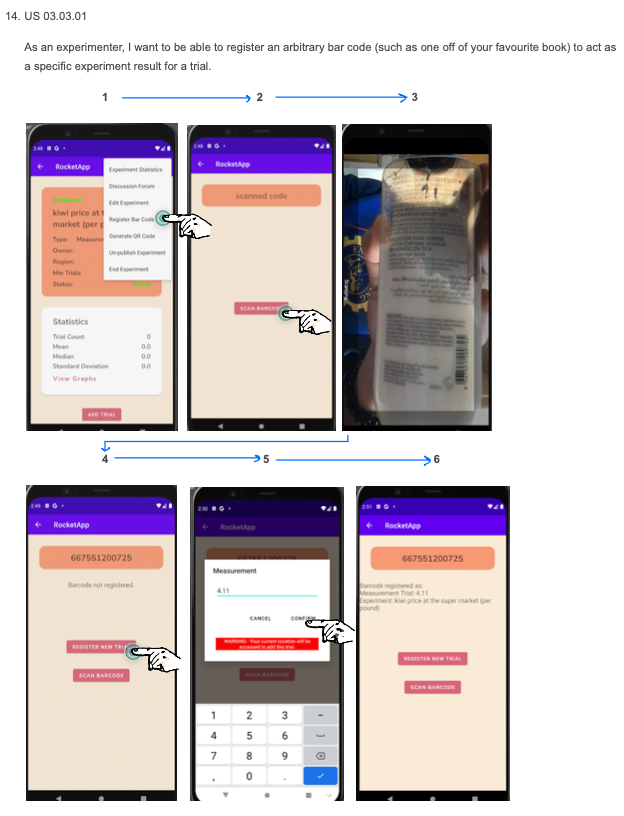 14. US 03.03.01
As an experimenter, I want to be able to register an arbitrary bar code (such as one off of your favourite book) to act as
a specific experiment result for a trial.
1
2
3
RocketApp
Experiment Statistics
Discussion Forum
Edit Experiment
Register Bar Code
Generate QR Code
Un-publish Experiment
End Experiment
Published
kiwi price at
market (per
Type: Measure
Owner:
Region:
Min Trials
Status:
Statistics
Trial Count 0
Mean 0.0
Median 0.0
Standard Deviation 0.0
View Graphs
ADD TRIAL
RocketApp
scanned code
SCAN BARCODE
4
5
6
2:49
RocketApp
667551200725
Barcode not registered.
REGISTER NEW TRIAL
SCAN BARCODE
2:50
RocketApp
Measurement
4.11
CANCEL
CONFIRM
WARNING - Your current location will be
accessed to add this trial
SCAN BARCODE
1 2 3 -
4 5 6
7 8 9
, 0 .
2:51
RocketApp
667551200725
Barcode registered as:
Measurement Trial: 4.11
Experiment: kiwi price at the super market (per
pound)
REGISTER NEW TRIAL
SCAN BARCODE